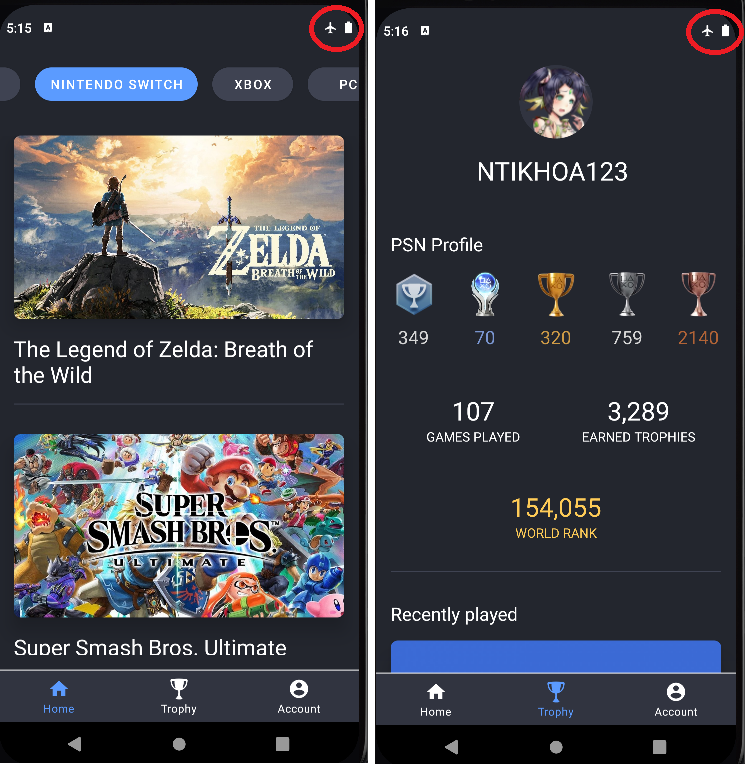 5:15 A
NINTENDO SWITCH XBOX PC
THE LEGEND OF
ZELDA
BREATH OF THE WILD
The Legend of Zelda: Breath of
the Wild
SUPER
SMASH BROS.™
ULTIMATE
Super Smash Bros. Ultimate
Home Trophy Account
5:16 A
NTIKHOA123
PSN Profile
349 70 320 759 2140
107 3,289
GAMES PLAYED EARNED TROPHIES
154,055
WORLD RANK
Recently played
Home Trophy Account